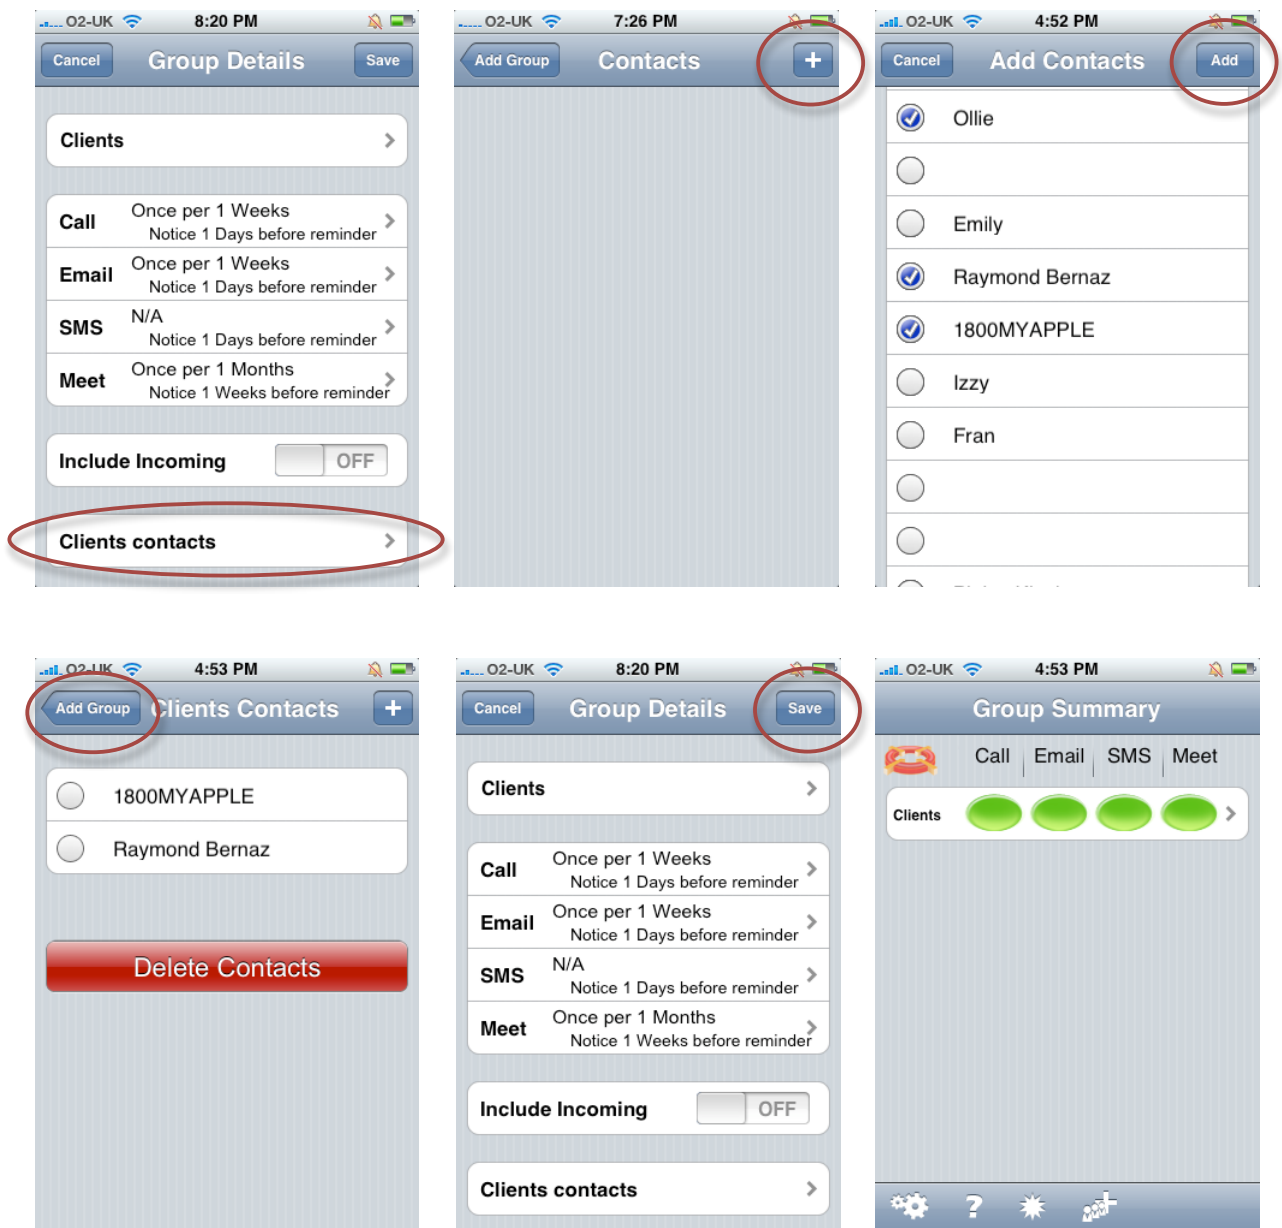 O2-UK 8:20 PM
Cancel Group Details Save
Clients
Call Once per 1 Weeks
Notice 1 Days before reminder
Email Once per 1 Weeks
Notice 1 Days before reminder
SMS N/A
Notice 1 Days before reminder
Meet Once per 1 Months
Notice 1 Weeks before reminder
Include Incoming OFF
Clients contacts
O2-UK 7:26 PM
Add Group Contacts +
O2-UK 4:52 PM
Cancel Add Contacts Add
Ollie
Emily
Raymond Bernaz
1800MYAPPLE
Izzy
Fran
O2-UK 4:53 PM
Add Group Clients Contacts +
1800MYAPPLE
Raymond Bernaz
Delete Contacts
O2-UK 8:20 PM
Cancel Group Details Save
Clients
Call Once per 1 Weeks
Notice 1 Days before reminder
Email Once per 1 Weeks
Notice 1 Days before reminder
SMS N/A
Notice 1 Days before reminder
Meet Once per 1 Months
Notice 1 Weeks before reminder
Include Incoming OFF
Clients contacts
O2-UK 4:53 PM
Group Summary
Call Email SMS Meet
Clients
?